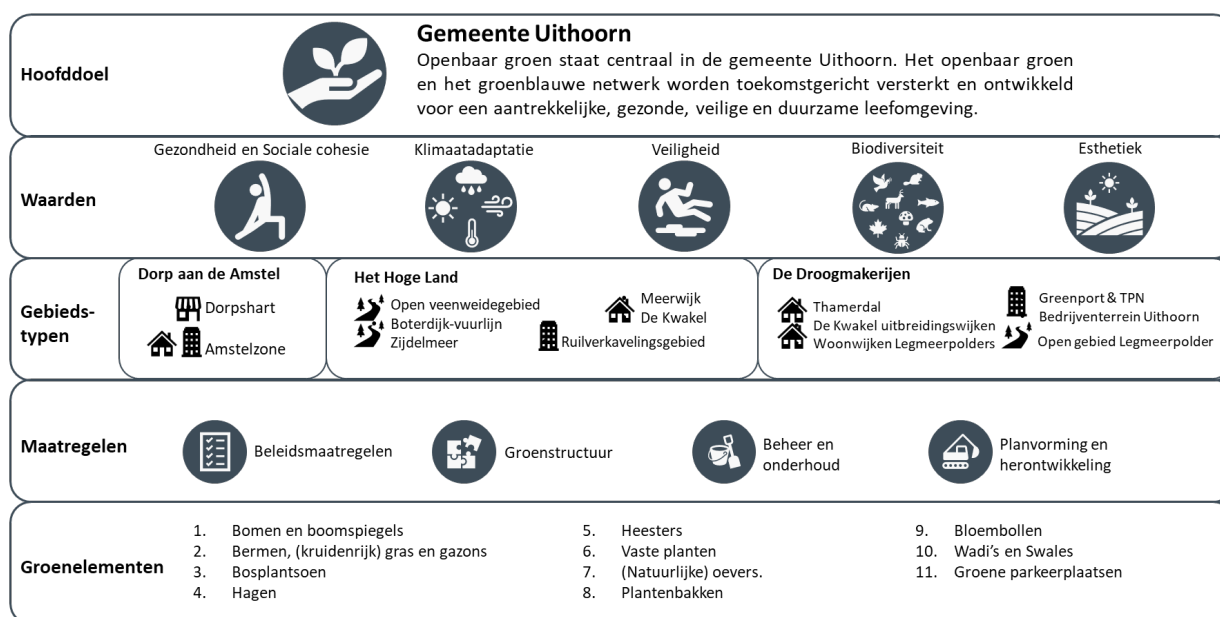 Hoofddoel
Gemeente Uithoorn
Openbaar groen staat centraal in de gemeente Uithoorn. Het openbaar groen
en het groenblauwe netwerk worden toekomstgericht versterkt en ontwikkeld
voor een aantrekkelijke, gezonde, veilige en duurzame leefomgeving.
Waarden
Gezondheid en Sociale cohesie
Klimaatadaptatie
Veiligheid
Biodiversiteit
Esthetiek
Gebieds-
typen
Dorp aan de Amstel
Dorpshart
Amstelzone
Het Hoge Land
Open veenweidegebied
Boterdijk-vuurlijn
Zijdelmeer
Meerwijk
De Kwakel
Ruilverkavelingsgebied
De Droogmakerijen
Thamerdal
De Kwakel uitbreidingswijken
Woonwijken Legmeerpolders
Greenport & TPN
Bedrijventerrein Uithoorn
Open gebied Legmeerpolder
Maatregelen
Beleidsmaatregelen
Groenstructuur
Beheer en
onderhoud
Planvorming en
herontwikkeling
Groenelementen
1. Bomen en boomspiegels
2. Bermen, (kruidenrijk) gras en gazons
3. Bosplantsoen
4. Hagen
5. Heesters
6. Vaste planten
7. (Natuurlijke) oevers.
8. Plantenbakken
9. Bloembollen
10. Wadi's en Swales
11. Groene parkeerplaatsen